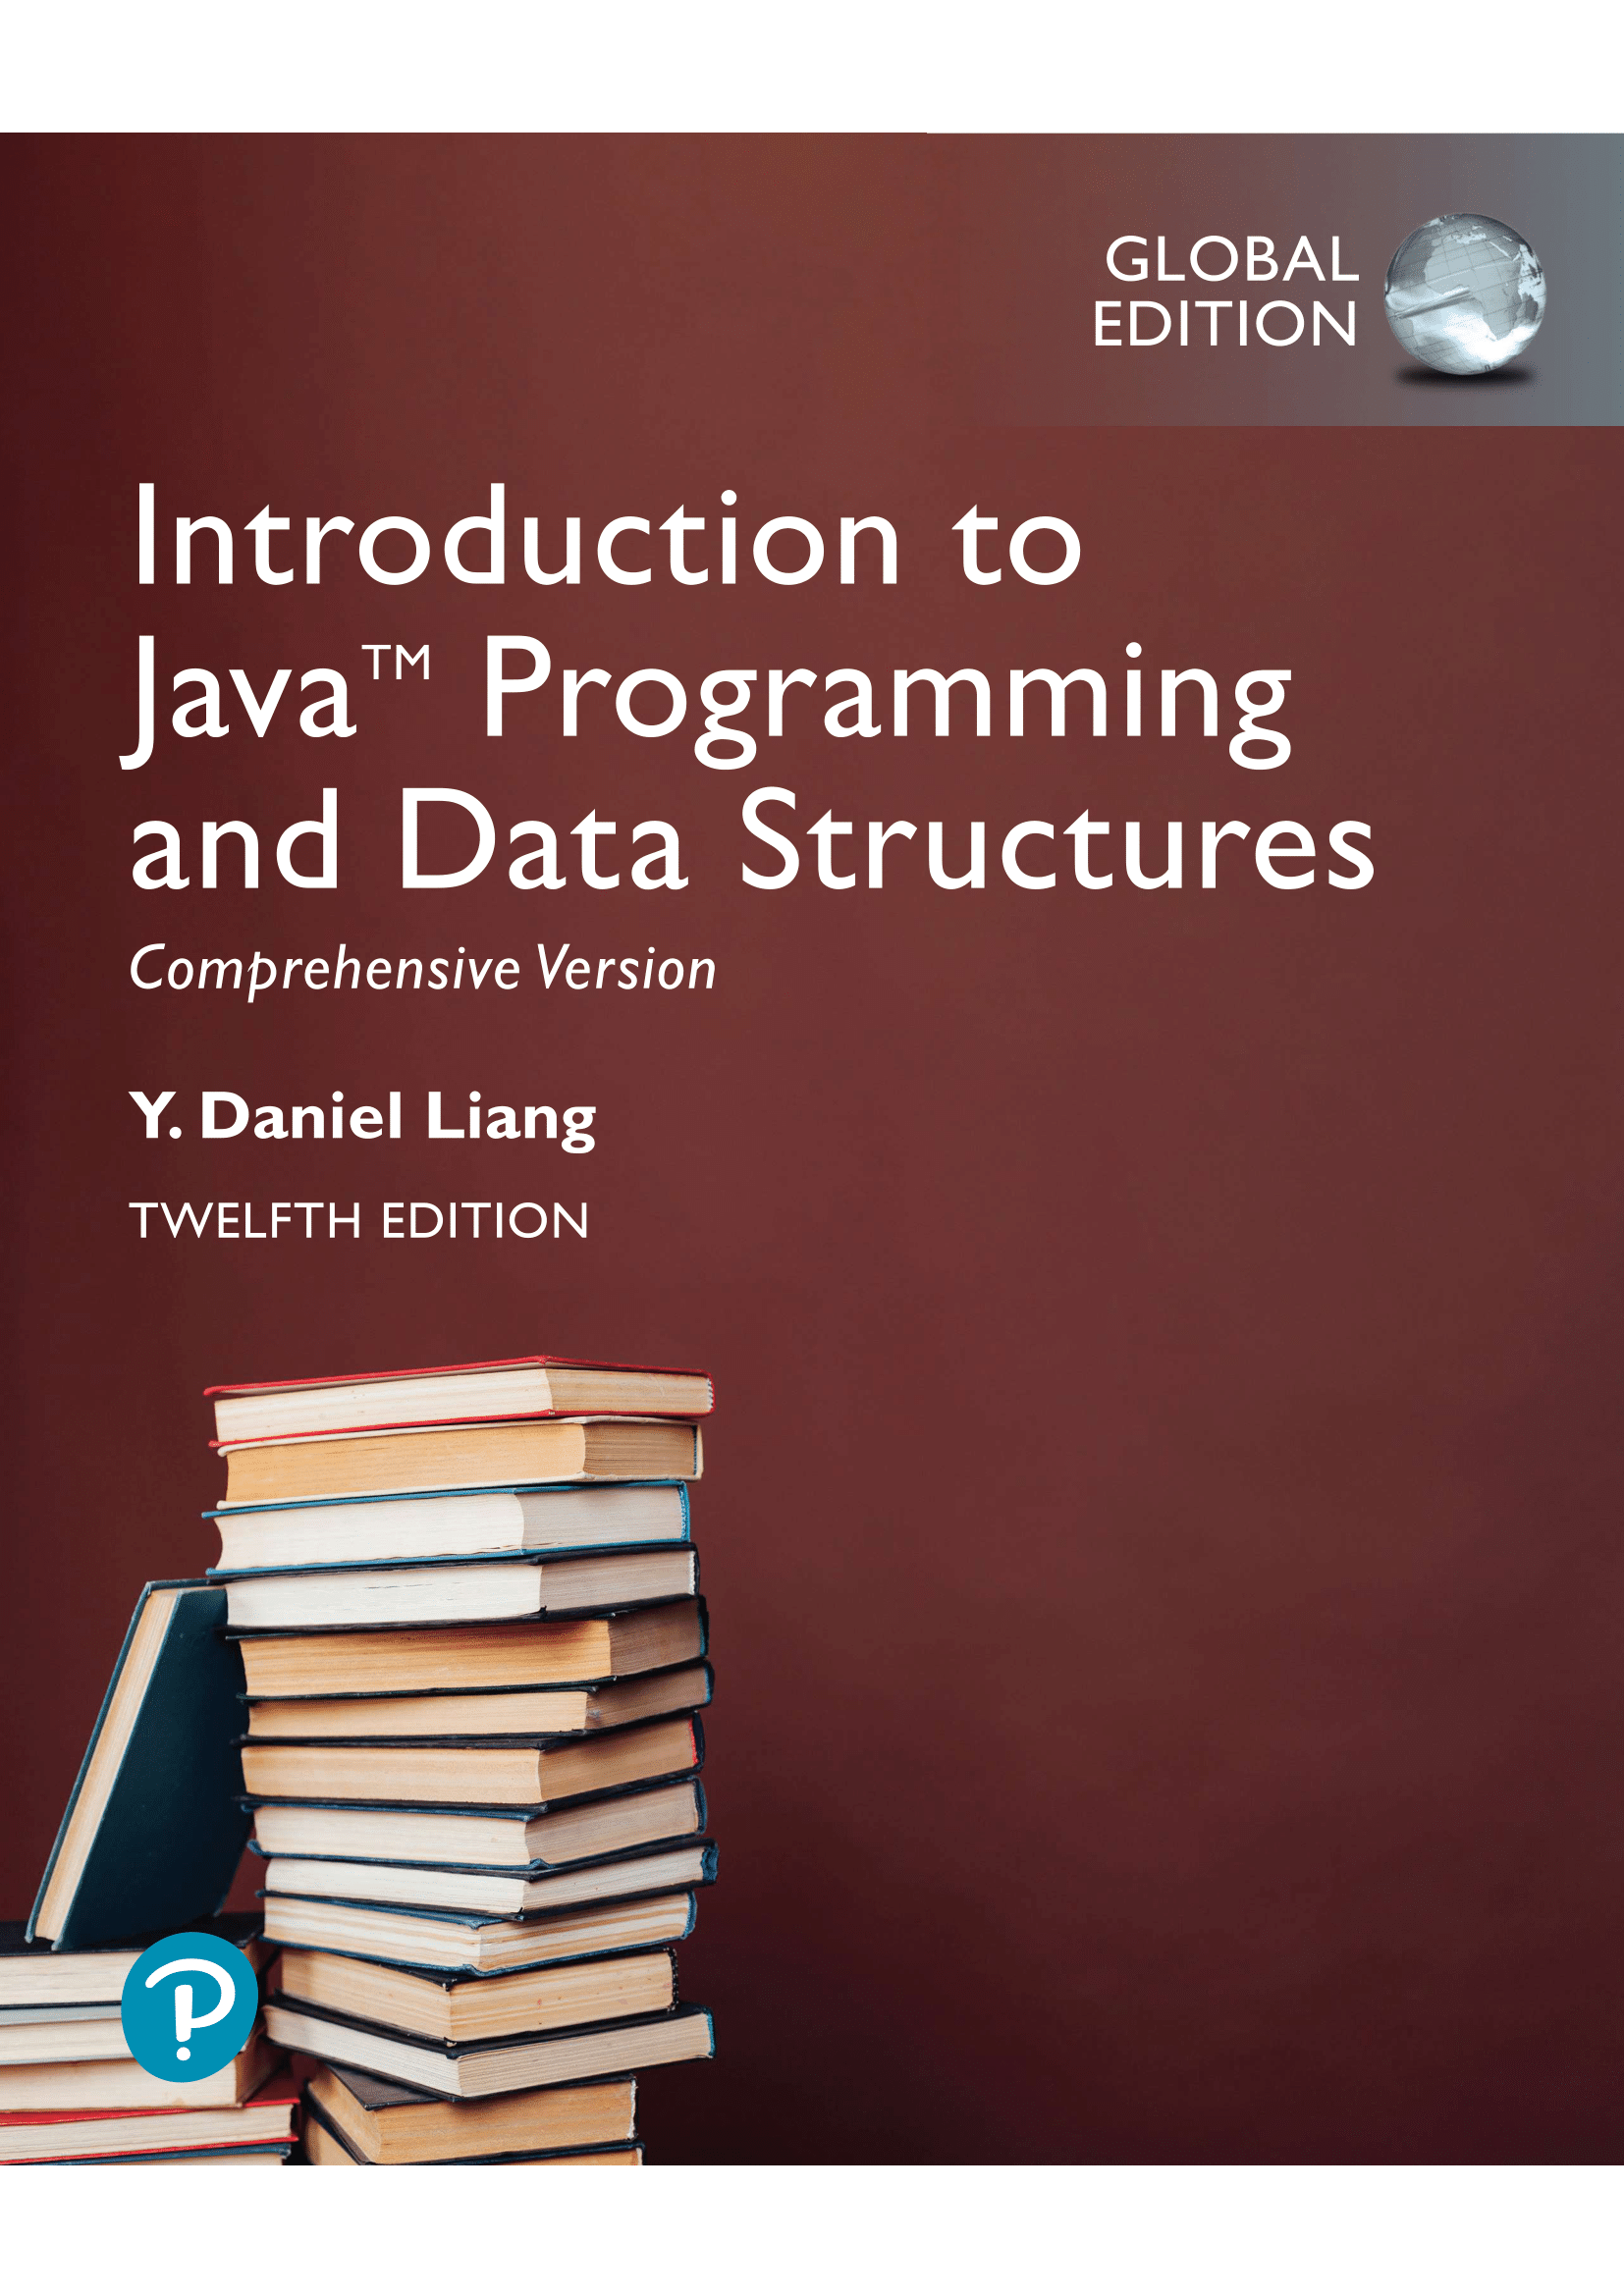 GLOBAL
EDITION
Introduction to
Java™ Programming
and Data Structures
Comprehensive Version
Y. Daniel Liang
TWELFTH EDITION